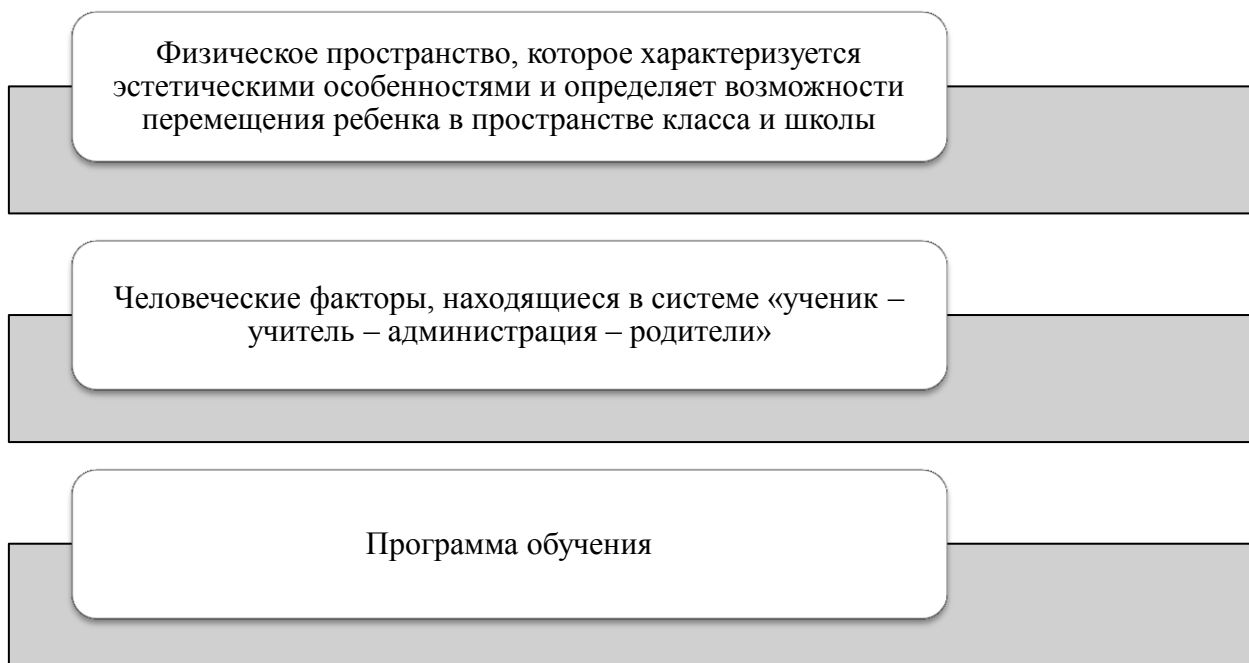 Физическое пространство, которое характеризуется
эстетическими особенностями и определяет возможности
перемещения ребенка в пространстве класса и школы
Человеческие факторы, находящиеся в системе «ученик –
учитель – администрация – родители»
Программа обучения